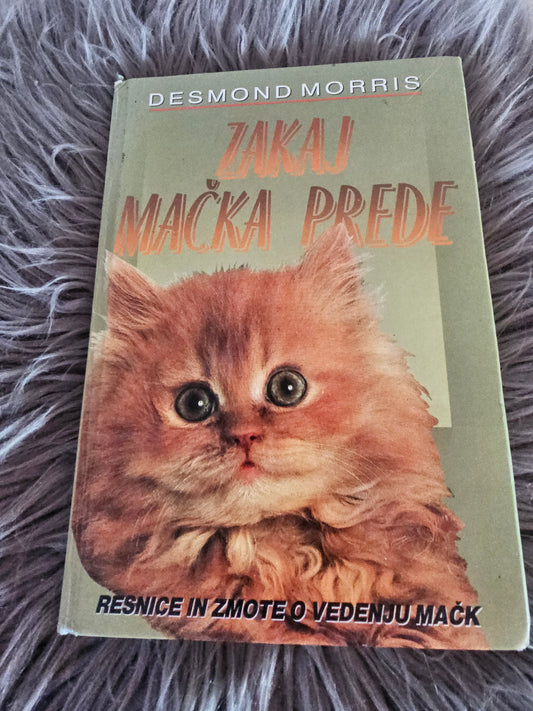 DESMOND MORRIS
ZAKAJ
MAČKA PREDE
RESNICE IN ZMOTE O VEDENJU MAČK